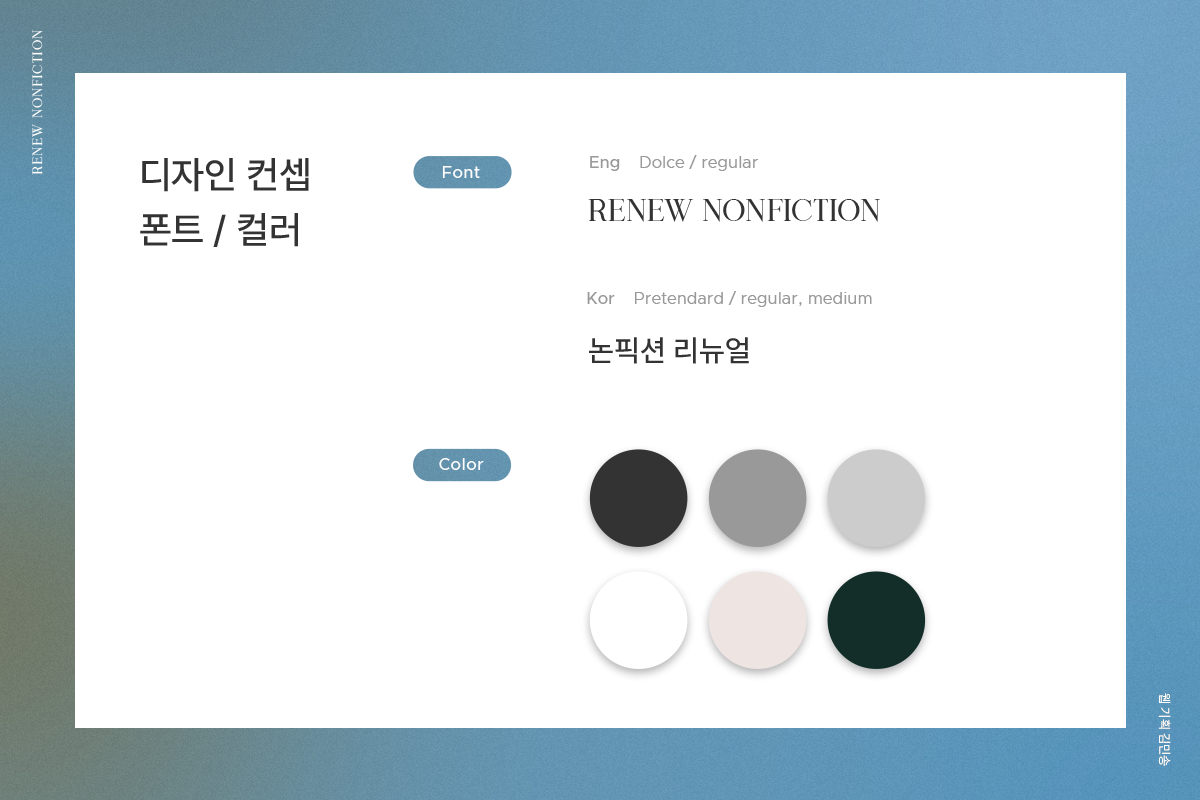 RENEW NONFICTION
디자인 컨셉
폰트 / 컬러
Font
Eng Dolce / regular
RENEW NONFICTION
Kor Pretendard / regular, medium
논픽션 리뉴얼
Color
웹 기획 김민송